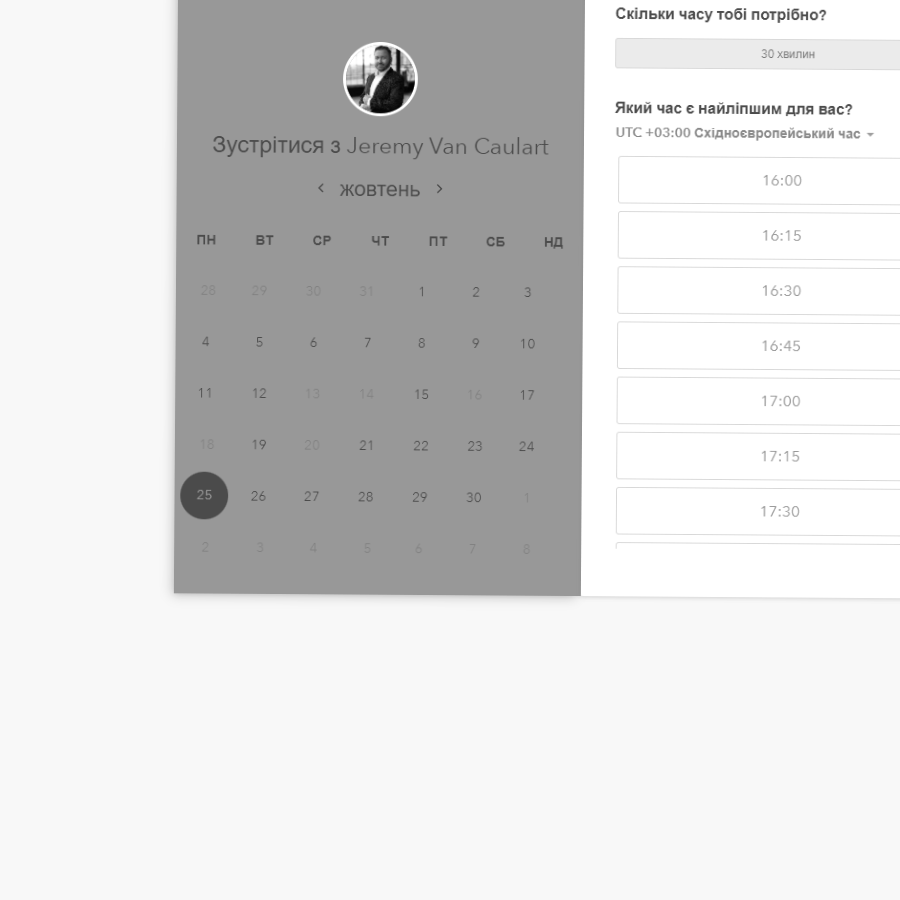 Зустрітися з Jeremy Van Caulart
жовтень
ПН ВТ СР ЧТ ПТ СБ НД
28 29 30 31 1 2 3
4 5 6 7 8 9 10
11 12 13 14 15 16 17
18 19 20 21 22 23 24
25 26 27 28 29 30 1
2 3 4 5 6 7 8
Скільки часу тобі потрібно?
30 хвилин
Який час є найліпшим для вас?
UTC +03:00 Східноєвропейський час
16:00
16:15
16:30
16:45
17:00
17:15
17:30